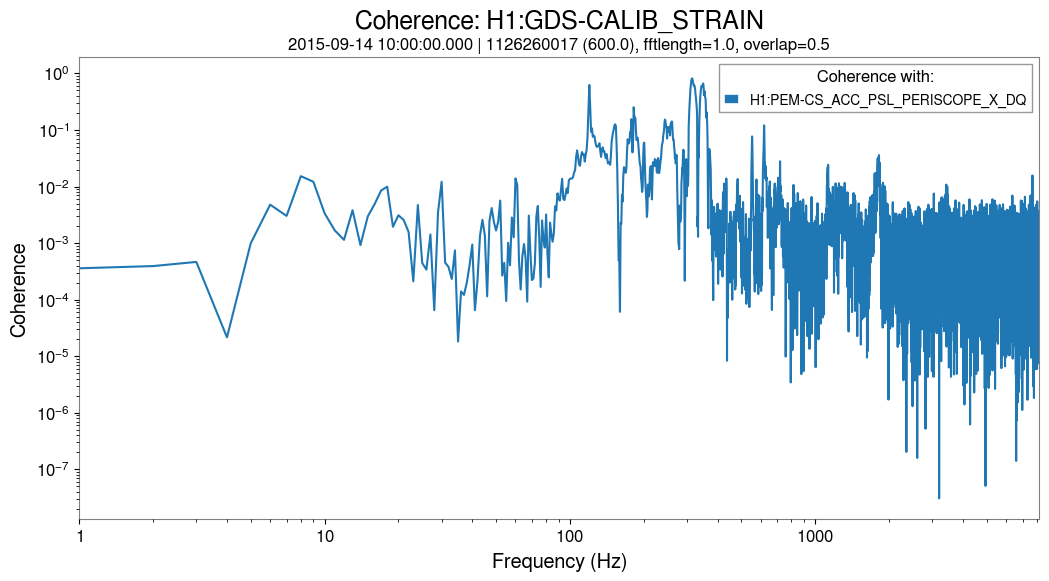 Coherence: H1:GDS-CALIB_STRAIN
2015-09-14 10:00:00.000 | 1126260017 (600.0), fftlength=1.0, overlap=0.5
Coherence with:
H1:PEM-CS_ACC_PSL_PERISCOPE_X_DQ
Coherence
10⁰
10⁻¹
10⁻²
10⁻³
10⁻⁴
10⁻⁵
10⁻⁶
10⁻⁷
1 10 100 1000
Frequency (Hz)